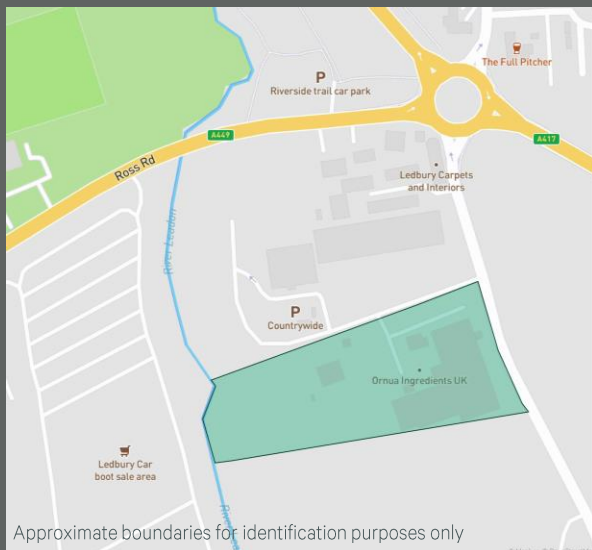 The Full Pitcher
P
Riverside trail car park
A449
A417
Ross Rd
Ledbury Carpets
and Interiors
River Leadon
P
Countrywide
Ornua Ingredients UK
Ledbury Car
boot sale area
Approximate boundaries for identification purposes only